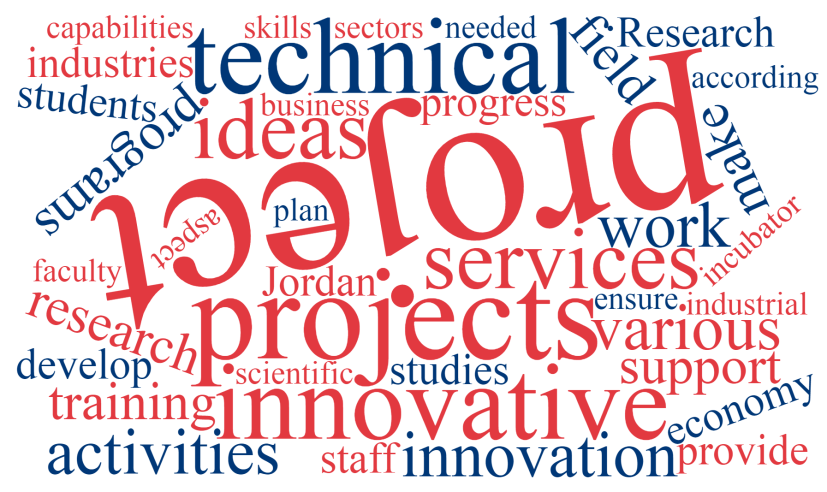 capabilities
skills
sectors
needed
field
Research
industries
technical
according
students
programs
business
progress
ideas
make
project
aspect
plan
work
incubator
faculty
Jordan
services
ensure
industrial
research
projects
various
develop
scientific
studies
support
training
innovative
economy
activities
staff
innovation
provide